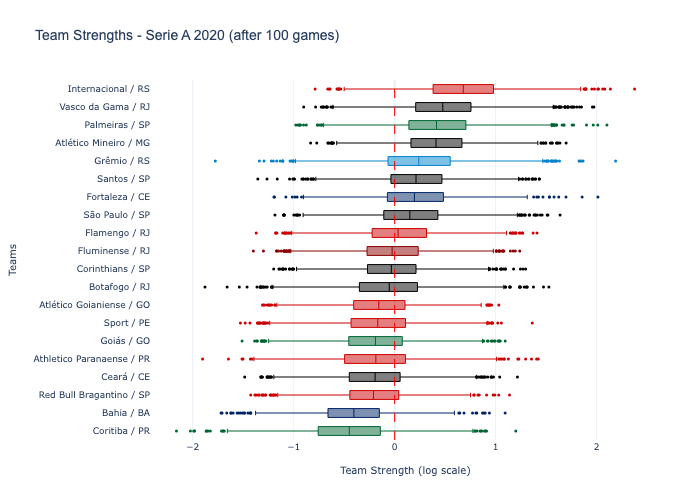 Team Strengths - Serie A 2020 (after 100 games)
Internacional / RS
Vasco da Gama / RJ
Palmeiras / SP
Atlético Mineiro / MG
Grêmio / RS
Santos / SP
Fortaleza / CE
São Paulo / SP
Flamengo / RJ
Fluminense / RJ
Corinthians / SP
Botafogo / RJ
Atlético Goianiense / GO
Sport / PE
Goiás / GO
Athletico Paranaense / PR
Ceará / CE
Red Bull Bragantino / SP
Bahia / BA
Coritiba / PR
Teams
−2 −1 0 1 2
Team Strength (log scale)